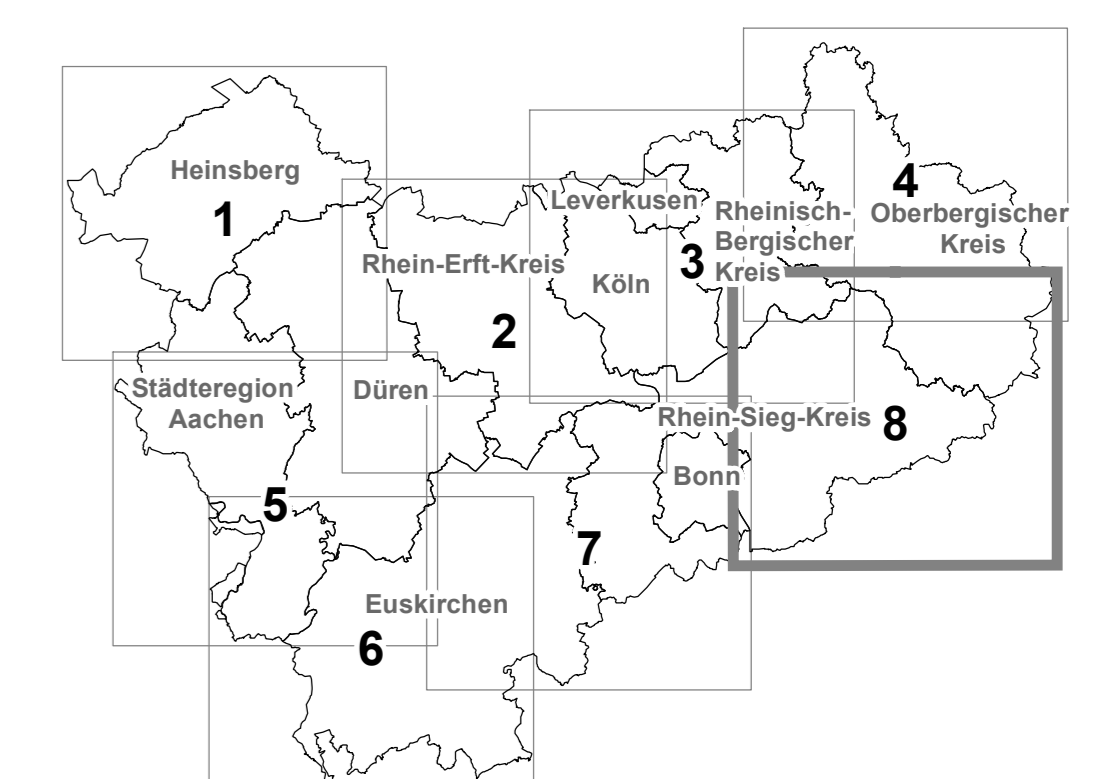 Heinsberg
1
4
Leverkusen
Rheinisch-
Bergischer
Kreis
Oberbergischer
Kreis
3
Rhein-Erft-Kreis
Köln
2
Städteregion
Aachen
Düren
Rhein-Sieg-Kreis
8
Bonn
5
7
Euskirchen
6